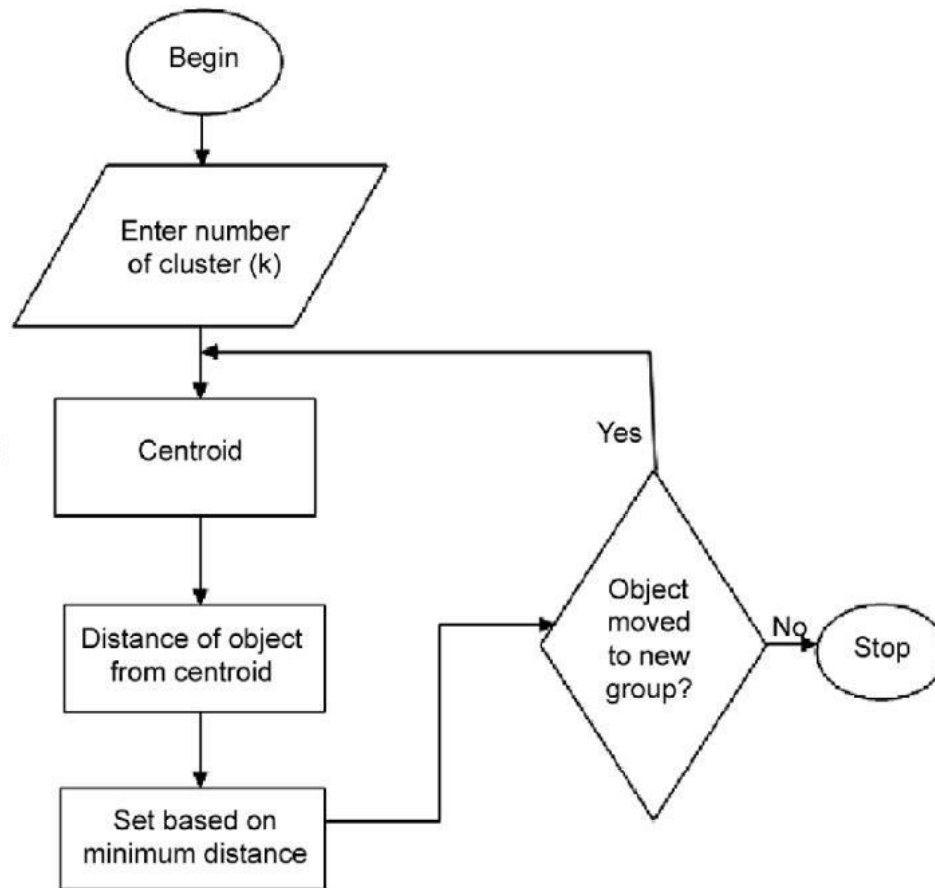 Begin
Enter number
of cluster (k)
Centroid
Distance of object
from centroid
Set based on
minimum distance
Object
moved
to new
group?
Yes
No
Stop